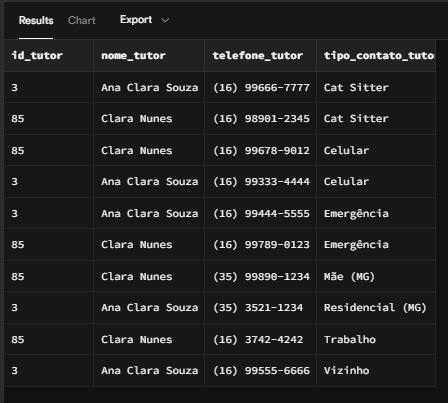 Results Chart Export
id_tutor nome_tutor telefone_tutor tipo_contato_tutor
3 Ana Clara Souza (16) 99666-7777 Cat Sitter
85 Clara Nunes (16) 98901-2345 Cat Sitter
85 Clara Nunes (16) 99678-9012 Celular
3 Ana Clara Souza (16) 99333-4444 Celular
3 Ana Clara Souza (16) 99444-5555 Emergência
85 Clara Nunes (16) 99789-0123 Emergência
85 Clara Nunes (35) 99890-1234 Mãe (MG)
3 Ana Clara Souza (35) 3521-1234 Residencial (MG)
85 Clara Nunes (16) 3742-4242 Trabalho
3 Ana Clara Souza (16) 99555-6666 Vizinho